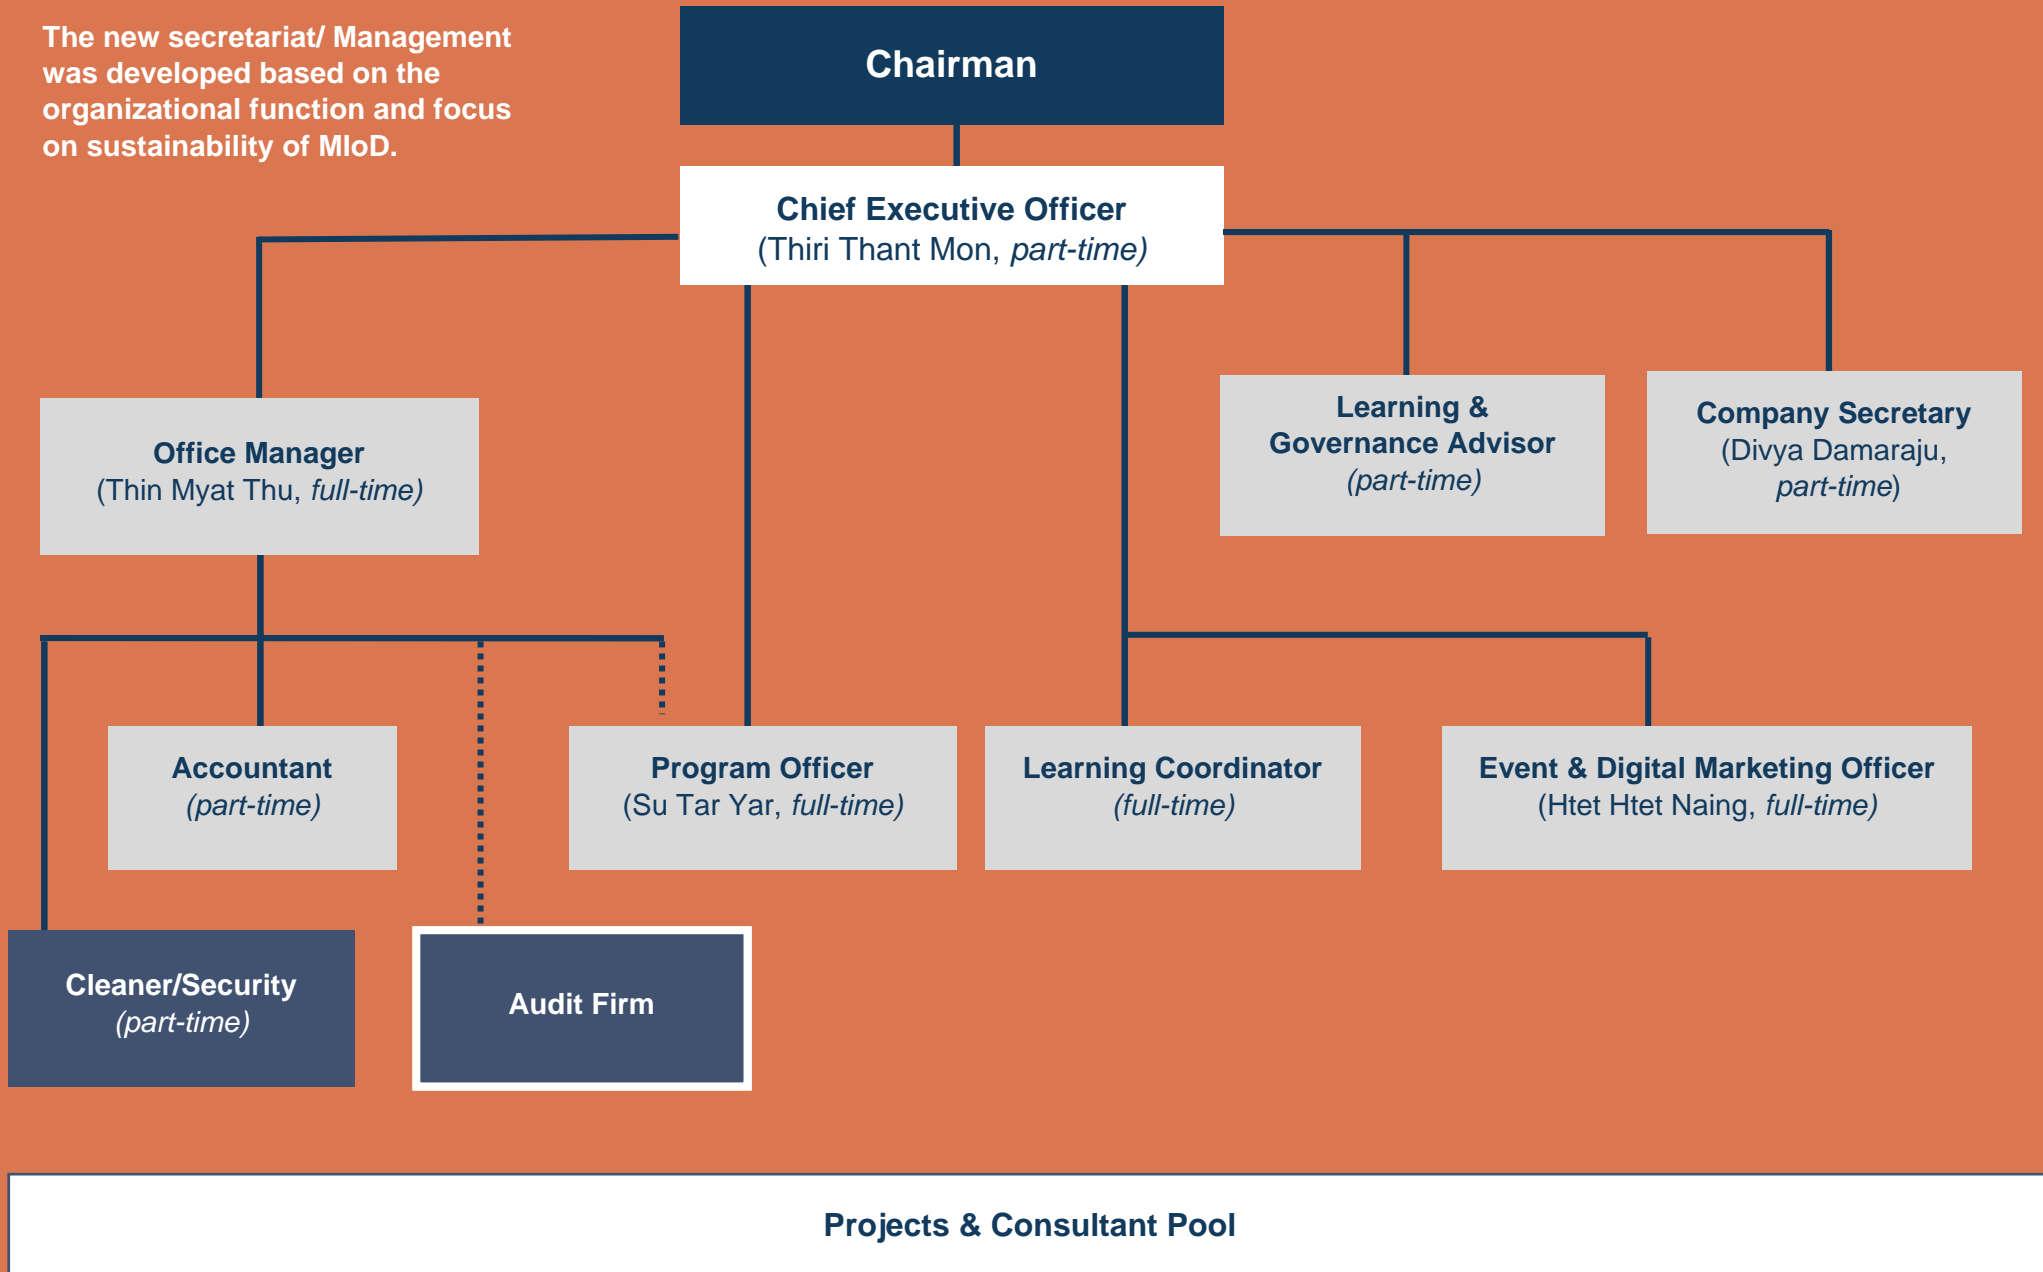 The new secretariat/ Management
was developed based on the
organizational function and focus
on sustainability of MIoD.
Chairman
Chief Executive Officer
(Thiri Thant Mon, part-time)
Learning &
Governance Advisor
(part-time)
Company Secretary
(Divya Damaraju,
part-time)
Office Manager
(Thin Myat Thu, full-time)
Accountant
(part-time)
Program Officer
(Su Tar Yar, full-time)
Learning Coordinator
(full-time)
Event & Digital Marketing Officer
(Htet Htet Naing, full-time)
Cleaner/Security
(part-time)
Audit Firm
Projects & Consultant Pool